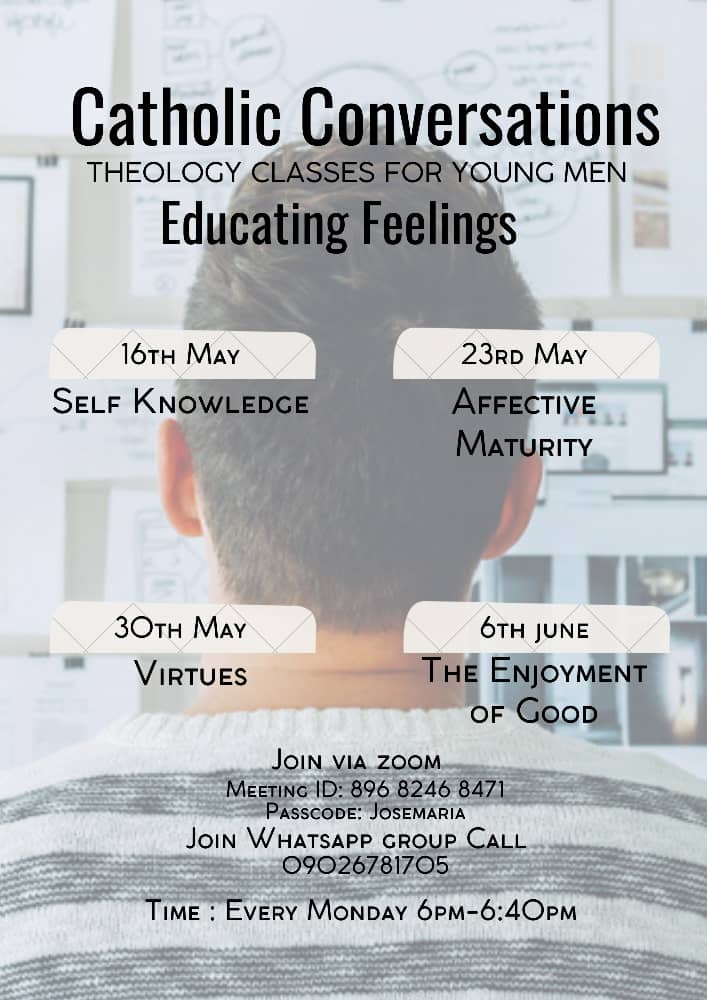 Catholic Conversations
THEOLOGY CLASSES FOR YOUNG MEN
Educating Feelings
16th May
Self Knowledge
23rd May
Affective
Maturity
30th May
Virtues
6th june
The Enjoyment
of Good
Join via zoom
Meeting ID: 896 8246 8471
Passcode: Josemaria
Join Whatsapp group Call
09026781705
Time : Every Monday 6pm-6:40pm